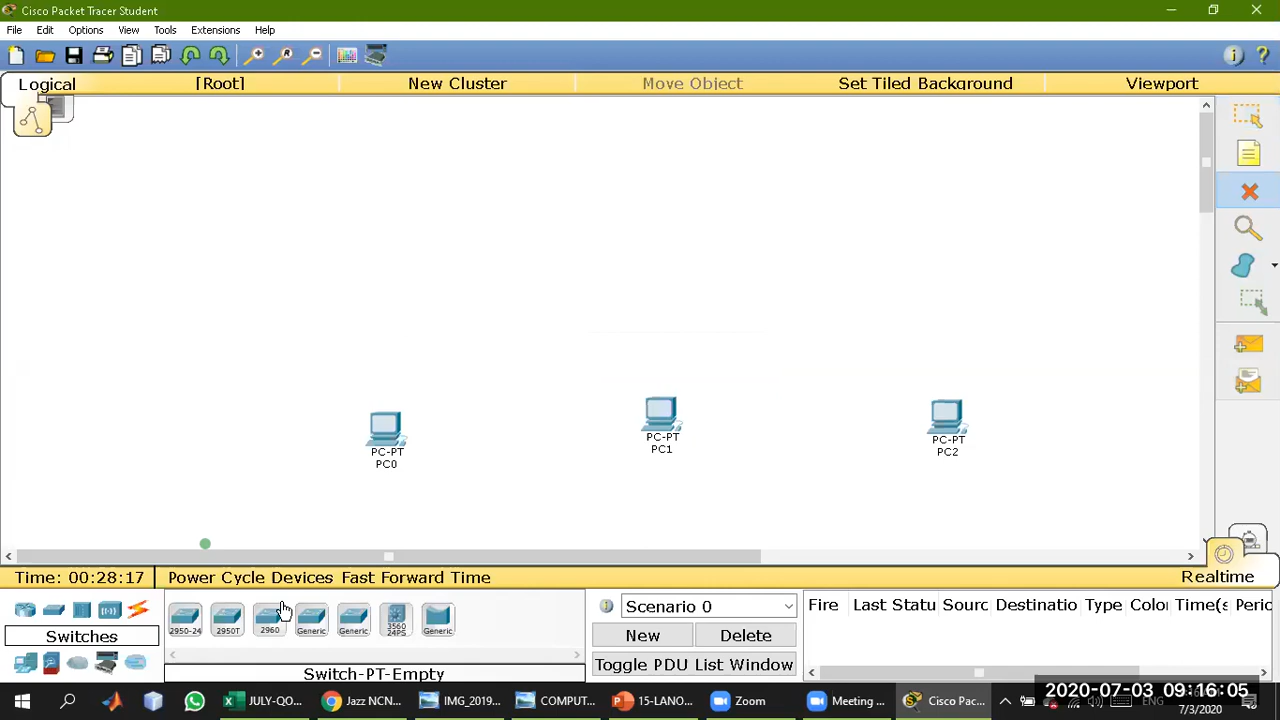 Cisco Packet Tracer Student
File Edit Options View Tools Extensions Help
Logical [Root] New Cluster Move Object Set Tiled Background Viewport
PC-PT
PC0
PC-PT
PC1
PC-PT
PC2
Time: 00:28:17 Power Cycle Devices Fast Forward Time Realtime
Switches
2950-24 2950T 2960 Generic Generic 3560 24PS Generic
Switch-PT-Empty
Scenario 0
New Delete
Toggle PDU List Window
Fire Last Statu Sourc Destinatio Type Color Time(s Perio
JULY-QO... Jazz NCN... IMG_2019... COMPUT... 15-LANO... Zoom Meeting ... Cisco Pac... ENG
2020-07-03 09:16:05
7/3/2020